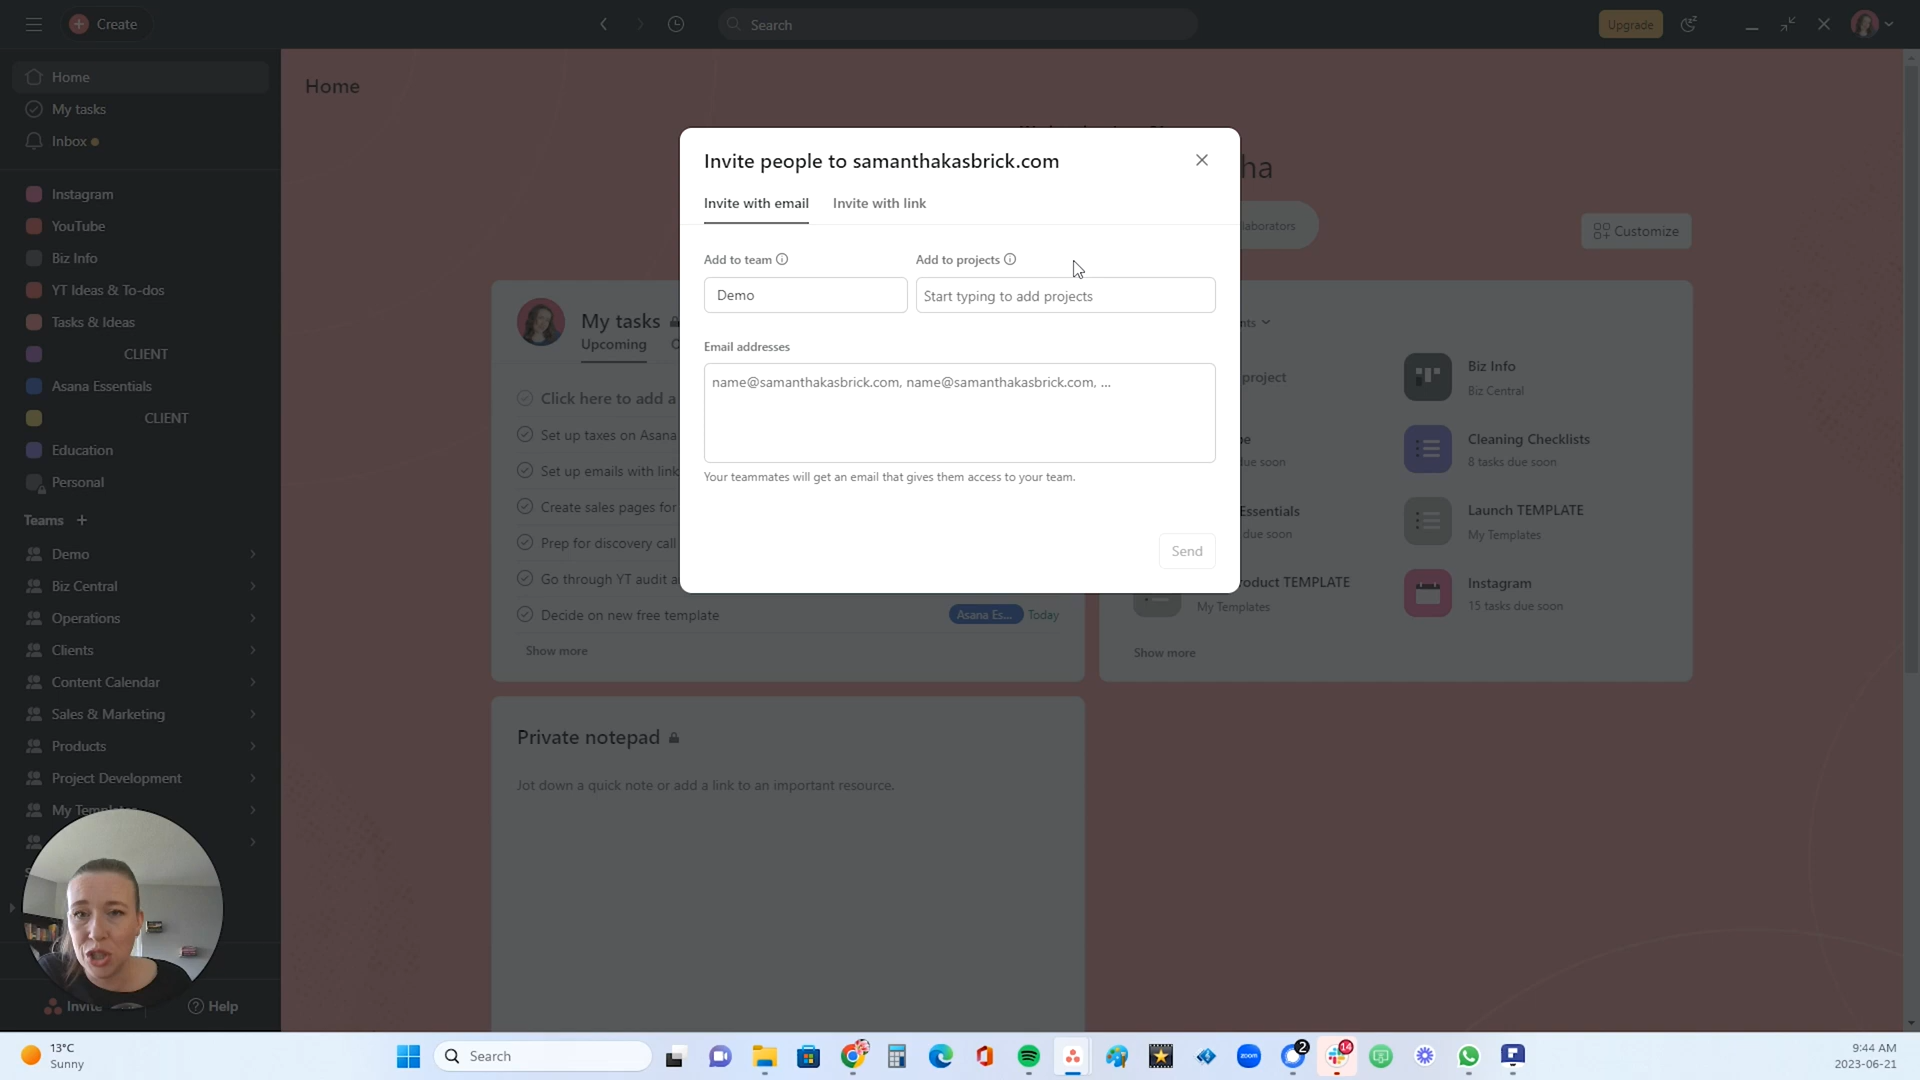 Create
Search
Upgrade
Home
My tasks
Inbox
Instagram
YouTube
Biz Info
YT Ideas & To-dos
Tasks & Ideas
CLIENT
Asana Essentials
CLIENT
Education
Personal
Teams +
Demo
Biz Central
Operations
Clients
Content Calendar
Sales & Marketing
Products
Project Development
My Templates
Invite
Help
Home
Customize
Invite people to samanthakasbrick.com
Invite with email
Invite with link
Add to team
Add to projects
Demo
Start typing to add projects
Email addresses
name@samanthakasbrick.com, name@samanthakasbrick.com, ...
Your teammates will get an email that gives them access to your team.
Send
My tasks
Upcoming
Click here to add a
Set up taxes on Asana
Set up emails with link
Create sales pages for
Prep for discovery call
Go through YT audit a
Decide on new free template
Asana Es...
Today
Show more
project
Biz Info
Biz Central
due soon
Cleaning Checklists
8 tasks due soon
Essentials
due soon
Launch TEMPLATE
My Templates
oduct TEMPLATE
My Templates
Instagram
15 tasks due soon
Show more
Private notepad
Jot down a quick note or add a link to an important resource.
13°C
Sunny
Search
zoom
2
14
9:44 AM
2023-06-21